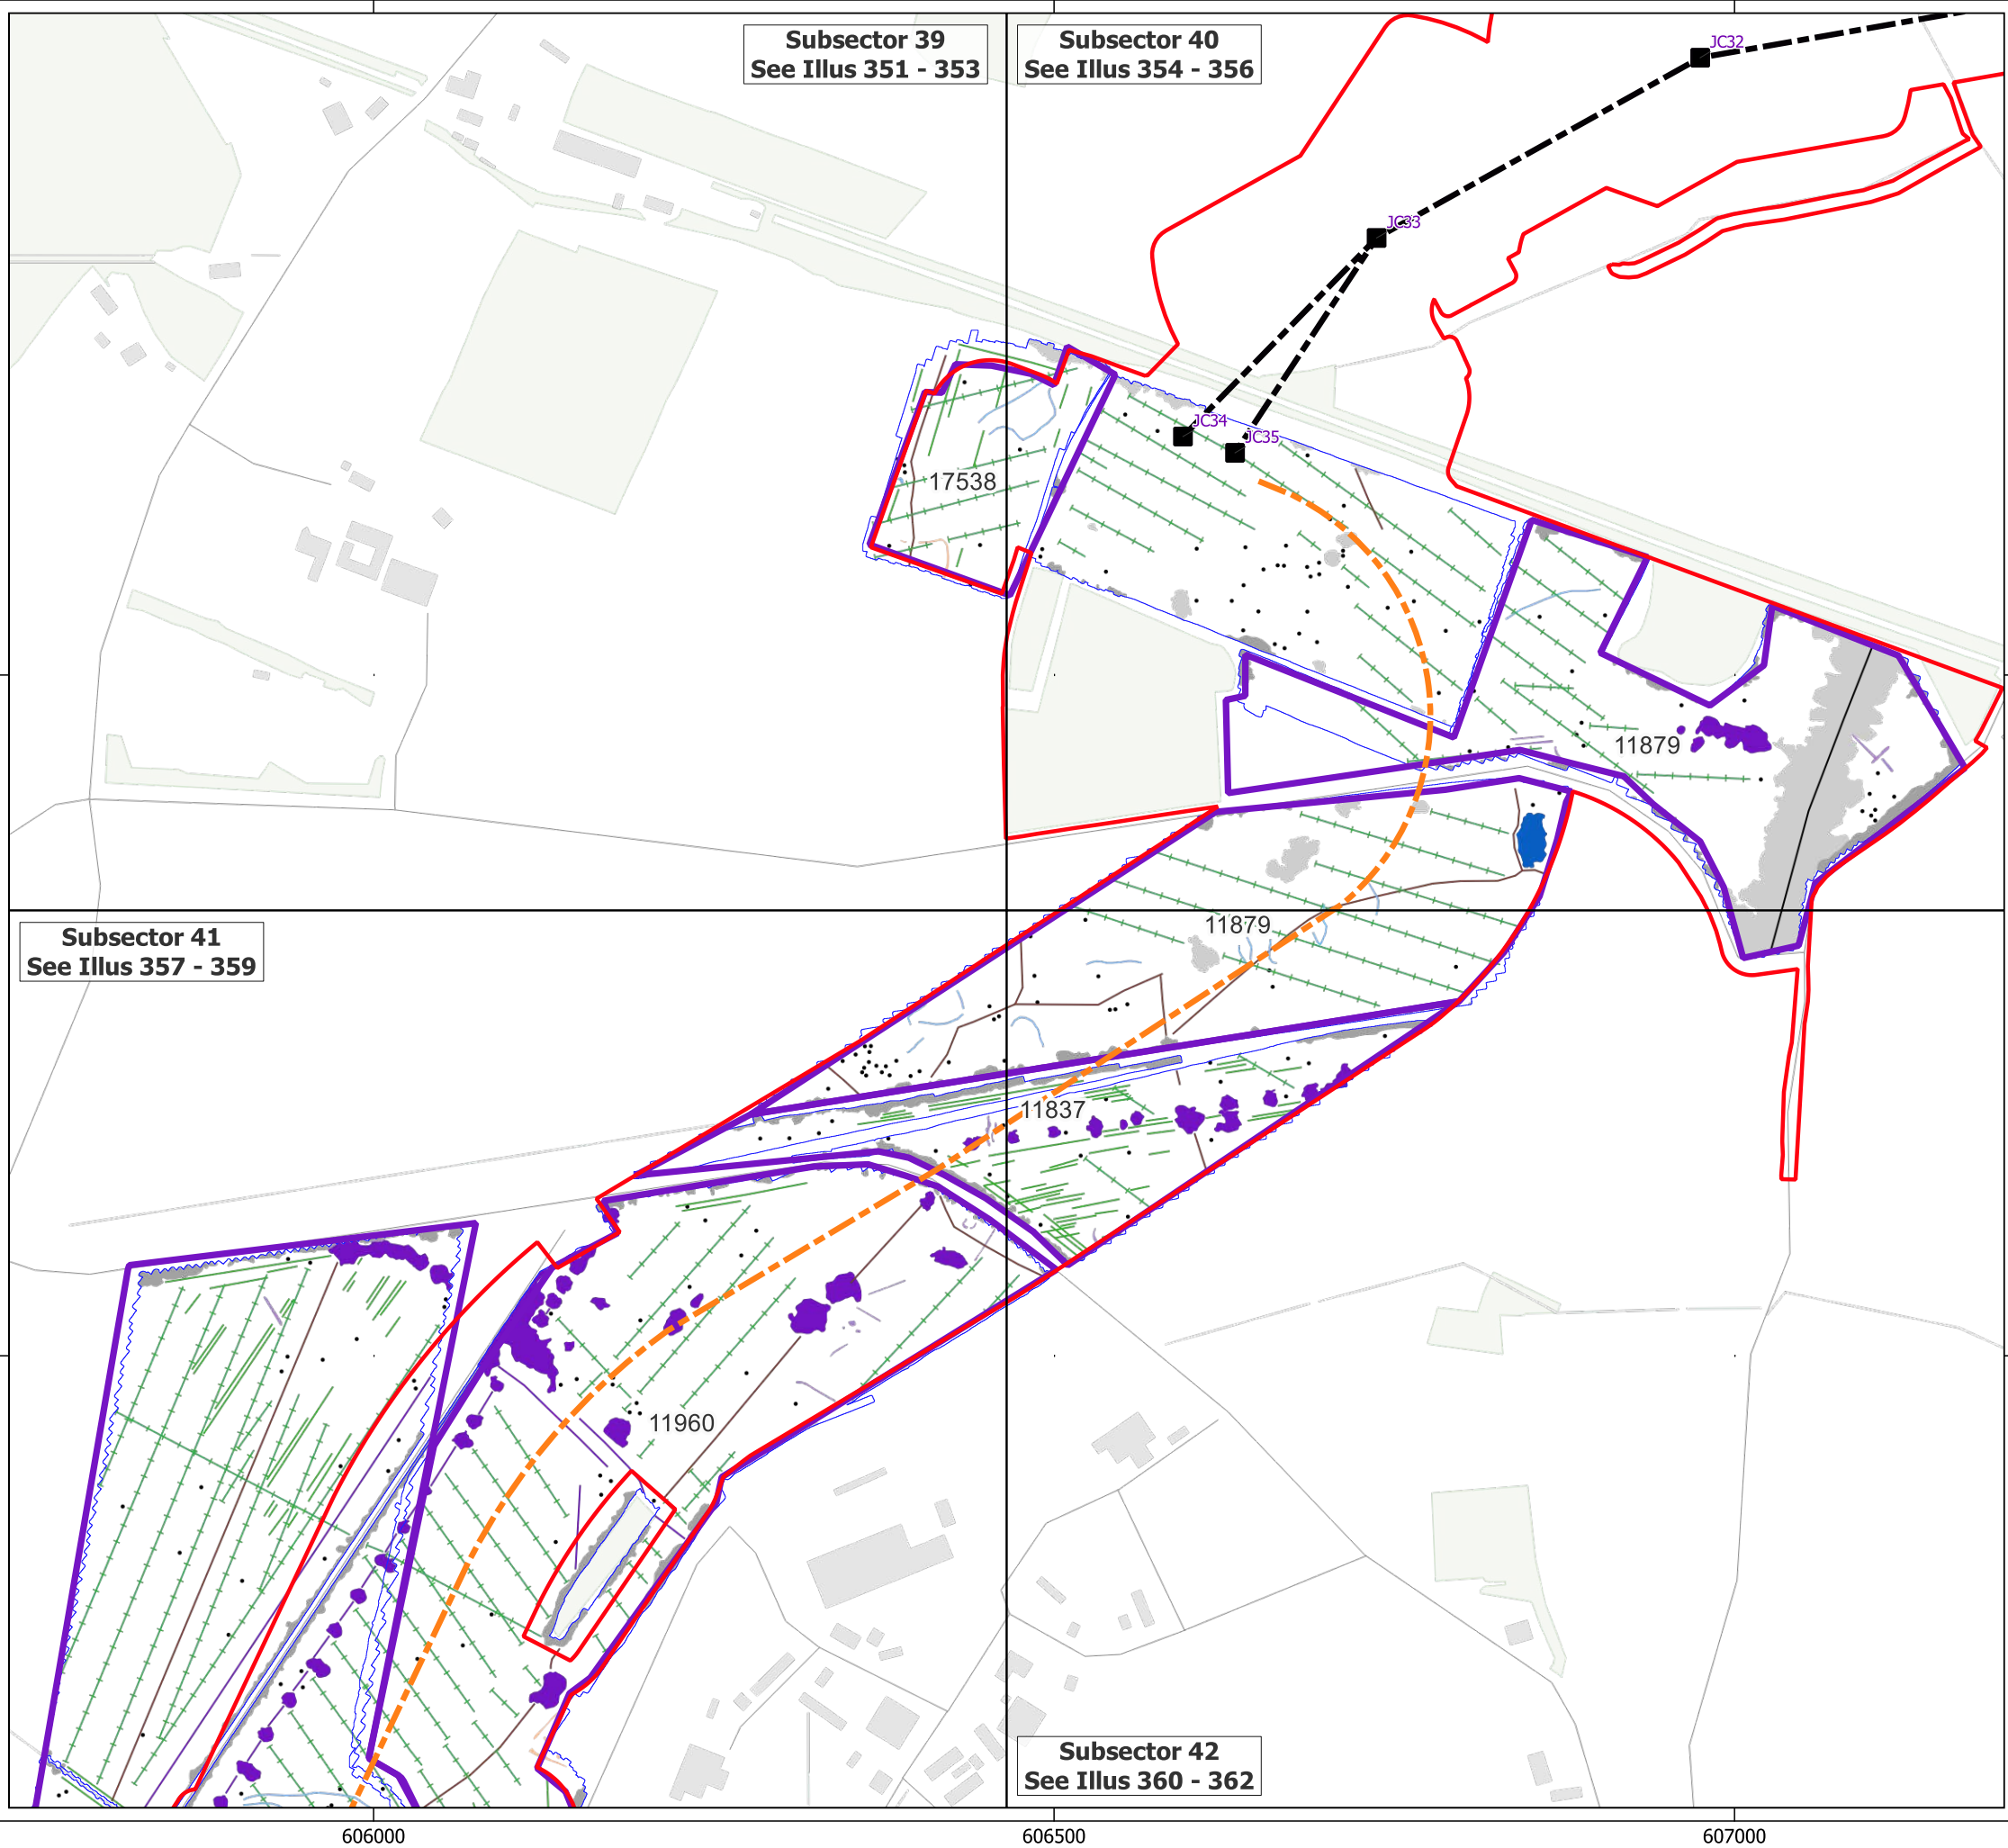 Subsector 39
See Illus 351 - 353
Subsector 40
See Illus 354 - 356
JC32
JC33
JC34
JC35
17538
11879
Subsector 41
See Illus 357 - 359
11879
11837
11960
Subsector 42
See Illus 360 - 362
606000
606500
607000